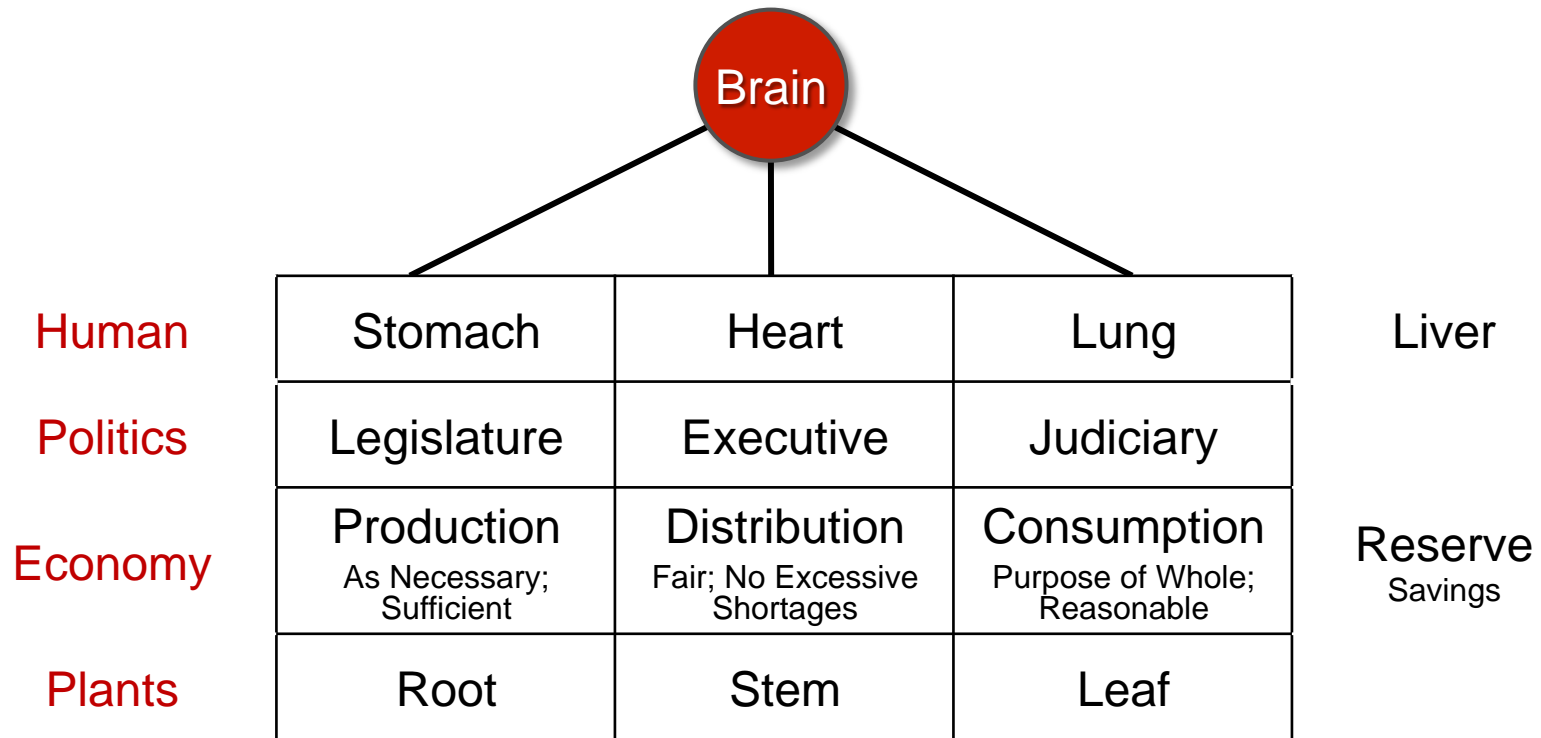 Brain
Human Stomach Heart Lung Liver
Politics Legislature Executive Judiciary
Economy
Production
As Necessary;
Sufficient
Distribution
Fair; No Excessive
Shortages
Consumption
Purpose of Whole;
Reasonable
Reserve
Savings
Plants Root Stem Leaf